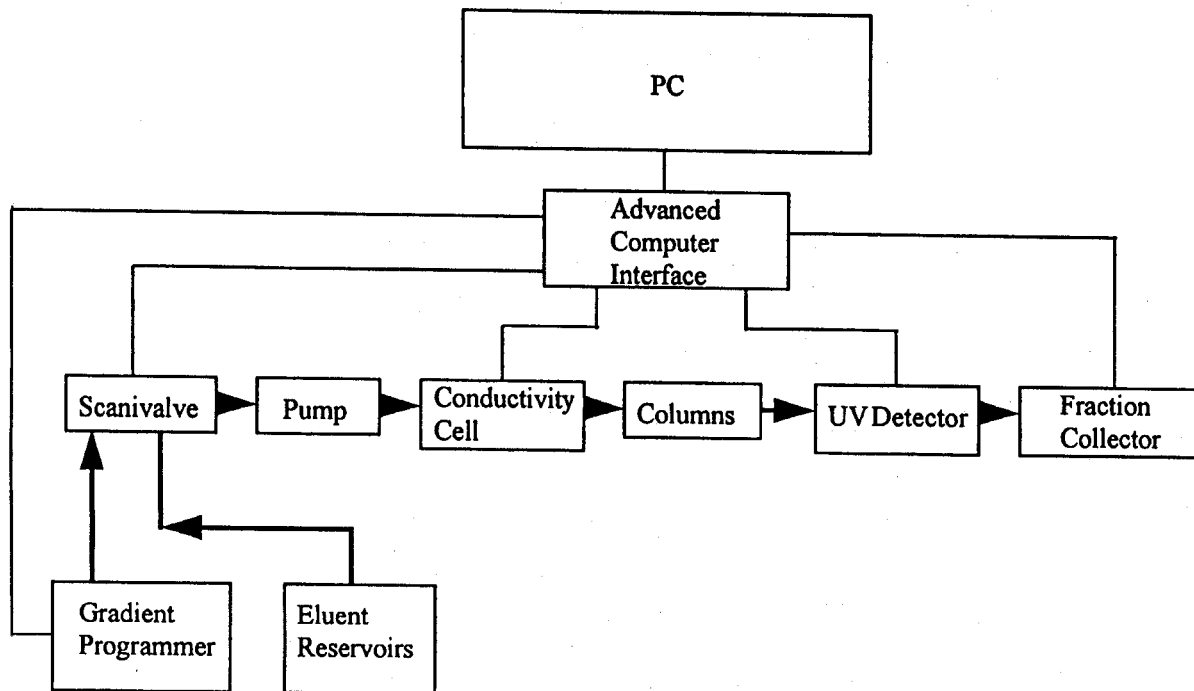 PC
Advanced
Computer
Interface
Scanivalve
Pump
Conductivity
Cell
Columns
UV Detector
Fraction
Collector
Gradient
Programmer
Eluent
Reservoirs